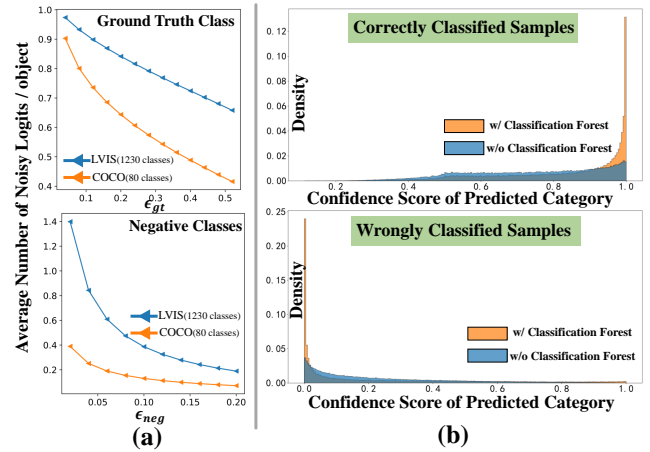 Average Number of Noisy Logits / object
Ground Truth Class
1.0
0.9
0.8
0.7
0.6
0.5
0.4
LVIS(1230 classes)
COCO(80 classes)
0.1 0.2 0.3 0.4 0.5
ϵgt
Negative Classes
1.4
1.2
1.0
0.8
0.6
0.4
0.2
LVIS(1230 classes)
COCO(80 classes)
0.05 0.10 0.15 0.20
ϵneg
(a)
Correctly Classified Samples
Density
0.12
0.10
0.08
0.06
0.04
0.02
0.00
w/ Classification Forest
w/o Classification Forest
0.2 0.4 0.6 0.8 1.0
Confidence Score of Predicted Category
Wrongly Classified Samples
Density
0.25
0.20
0.15
0.10
0.05
0.00
w/ Classification Forest
w/o Classification Forest
0.0 0.2 0.4 0.6 0.8 1.0
Confidence Score of Predicted Category
(b)